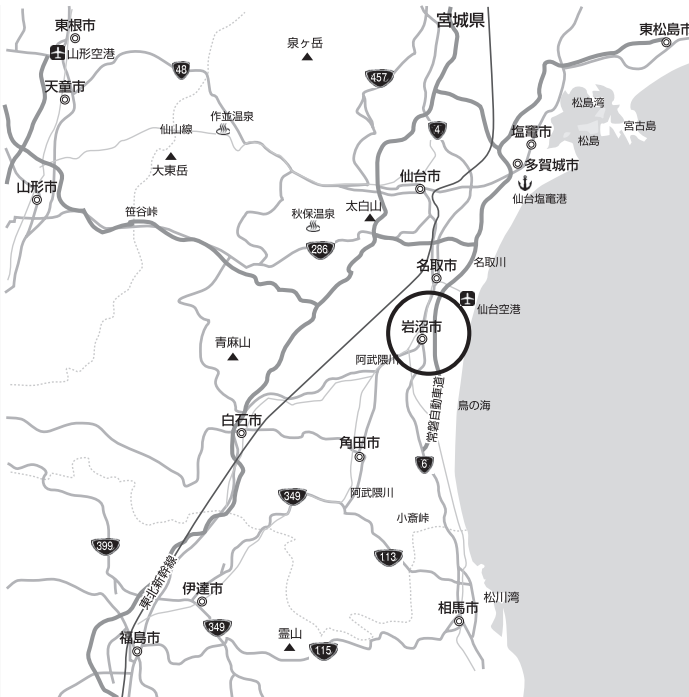 宮城県
東根市
東松島市
泉ヶ岳
山形空港
48
457
天童市
松島湾
作並温泉
宮古島
仙山線
4
塩竈市
松島
大東岳
多賀城市
仙台市
山形市
仙台塩竈港
笹谷峠
秋保温泉
太白山
286
名取市
名取川
仙台空港
岩沼市
青麻山
阿武隈川
常磐自動車道
鳥の海
白石市
角田市
6
349
阿武隈川
小斎峠
399
113
東北新幹線
伊達市
松川湾
相馬市
349
福島市
霊山
115